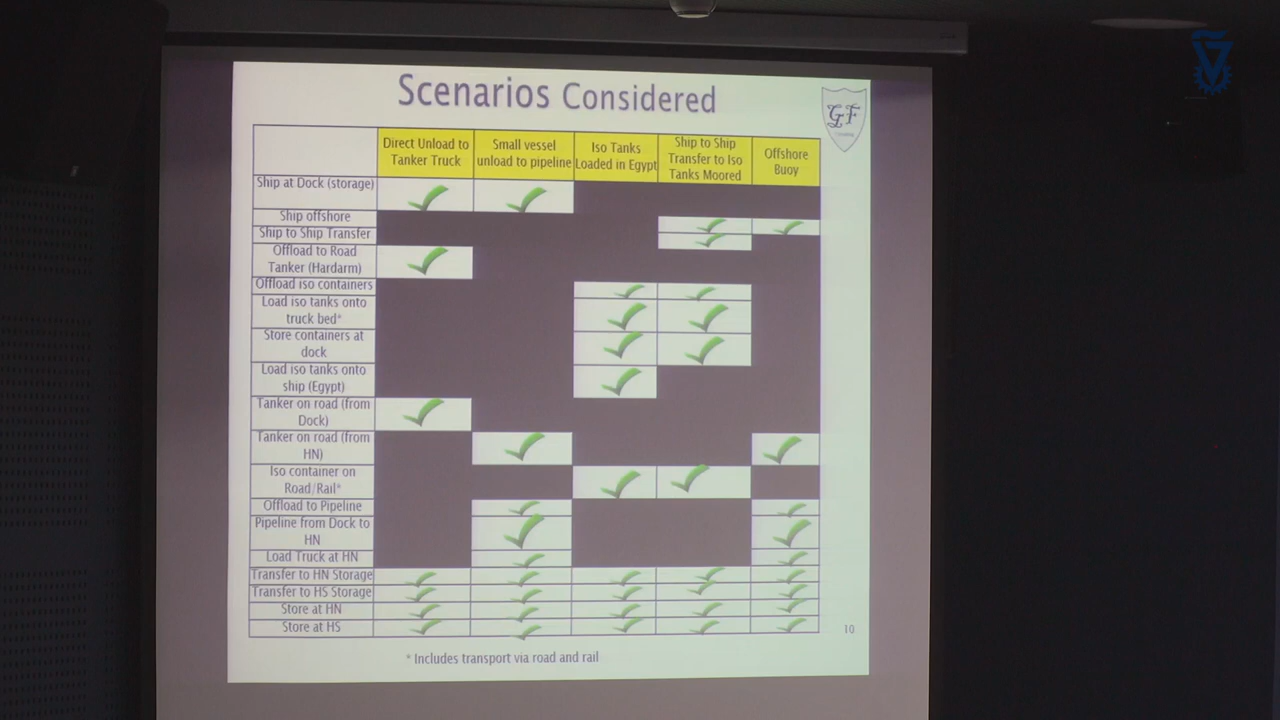 Scenarios Considered
GF
Direct Unload to
Tanker Truck
Small vessel
unload to pipeline
Iso Tanks
Loaded in Egypt
Ship to Ship
Transfer to Iso
Tanks Moored
Offshore
Buoy
Ship at Dock (storage)
Ship offshore
Ship to Ship Transfer
Offload to Road
Tanker (Hardarm)
Offload iso containers
Load iso tanks onto
truck bed*
Store containers at
dock
Load iso tanks onto
ship (Egypt)
Tanker on road (from
Dock)
Tanker on road (from
HN)
Iso container on
Road/Rail*
Offload to Pipeline
Pipeline from Dock to
HN
Load Truck at HN
Transfer to HN Storage
Transfer to HS Storage
Store at HN
Store at HS
10
* Includes transport via road and rail